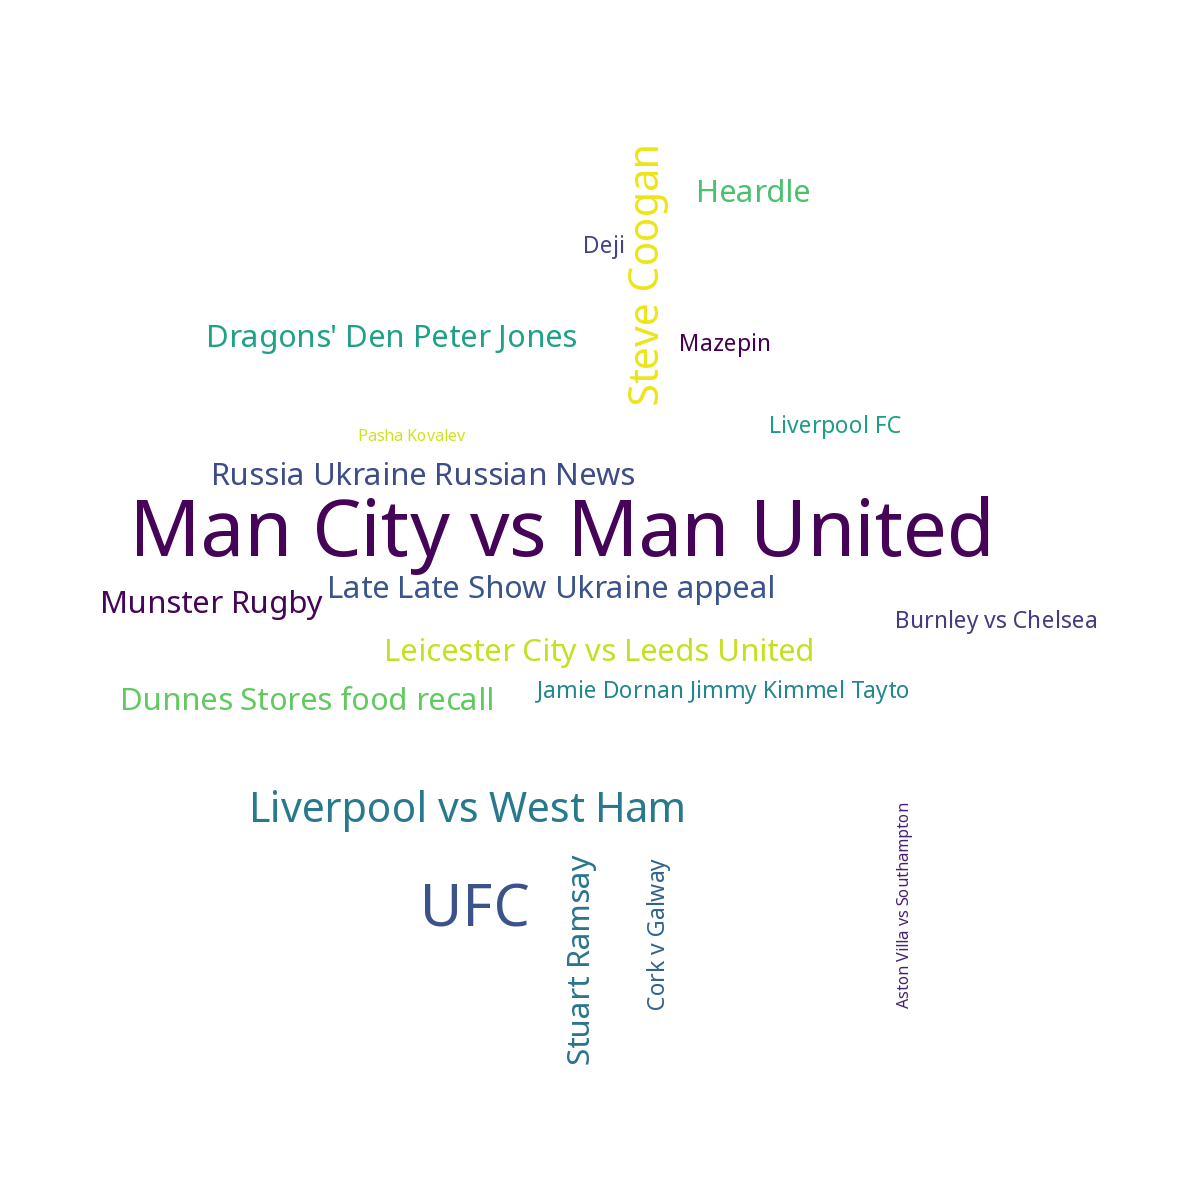 Steve Coogan
Heardle
Deji
Dragons' Den Peter Jones
Mazepin
Liverpool FC
Pasha Kovalev
Russia Ukraine Russian News
Man City vs Man United
Late Late Show Ukraine appeal
Munster Rugby
Burnley vs Chelsea
Leicester City vs Leeds United
Jamie Dornan Jimmy Kimmel Tayto
Dunnes Stores food recall
Liverpool vs West Ham
UFC
Stuart Ramsay
Cork v Galway
Aston Villa vs Southampton